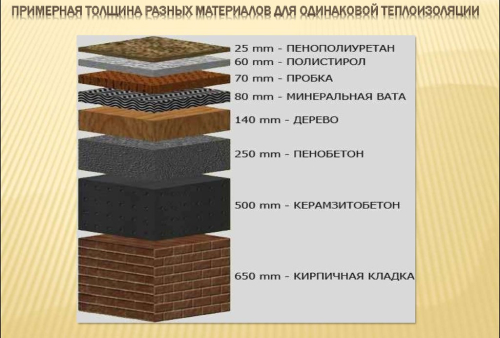 ПРИМЕРНАЯ ТОЛЩИНА РАЗНЫХ МАТЕРИАЛОВ ДЛЯ ОДИНАКОВОЙ ТЕПЛОИЗОЛЯЦИИ
25 mm - ПЕНОПОЛИУРЕТАН
60 mm - ПОЛИСТИРОЛ
70 mm - ПРОБКА
80 mm - МИНЕРАЛЬНАЯ ВАТА
140 mm - ДЕРЕВО
250 mm - ПЕНОБЕТОН
500 mm - КЕРАМЗИТОБЕТОН
650 mm - КИРПИЧНАЯ КЛАДКА